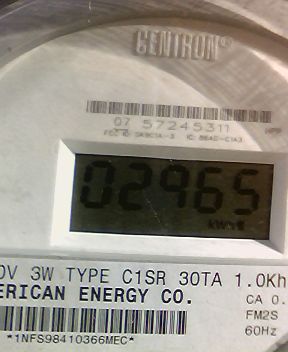 CENTRON®
07 57245311
02965
0V 3W TYPE C1SR 30TA 1.0Kh
ERICAN ENERGY CO.
CA 0.
FM2S
60Hz
*1NFS98410366MEC*